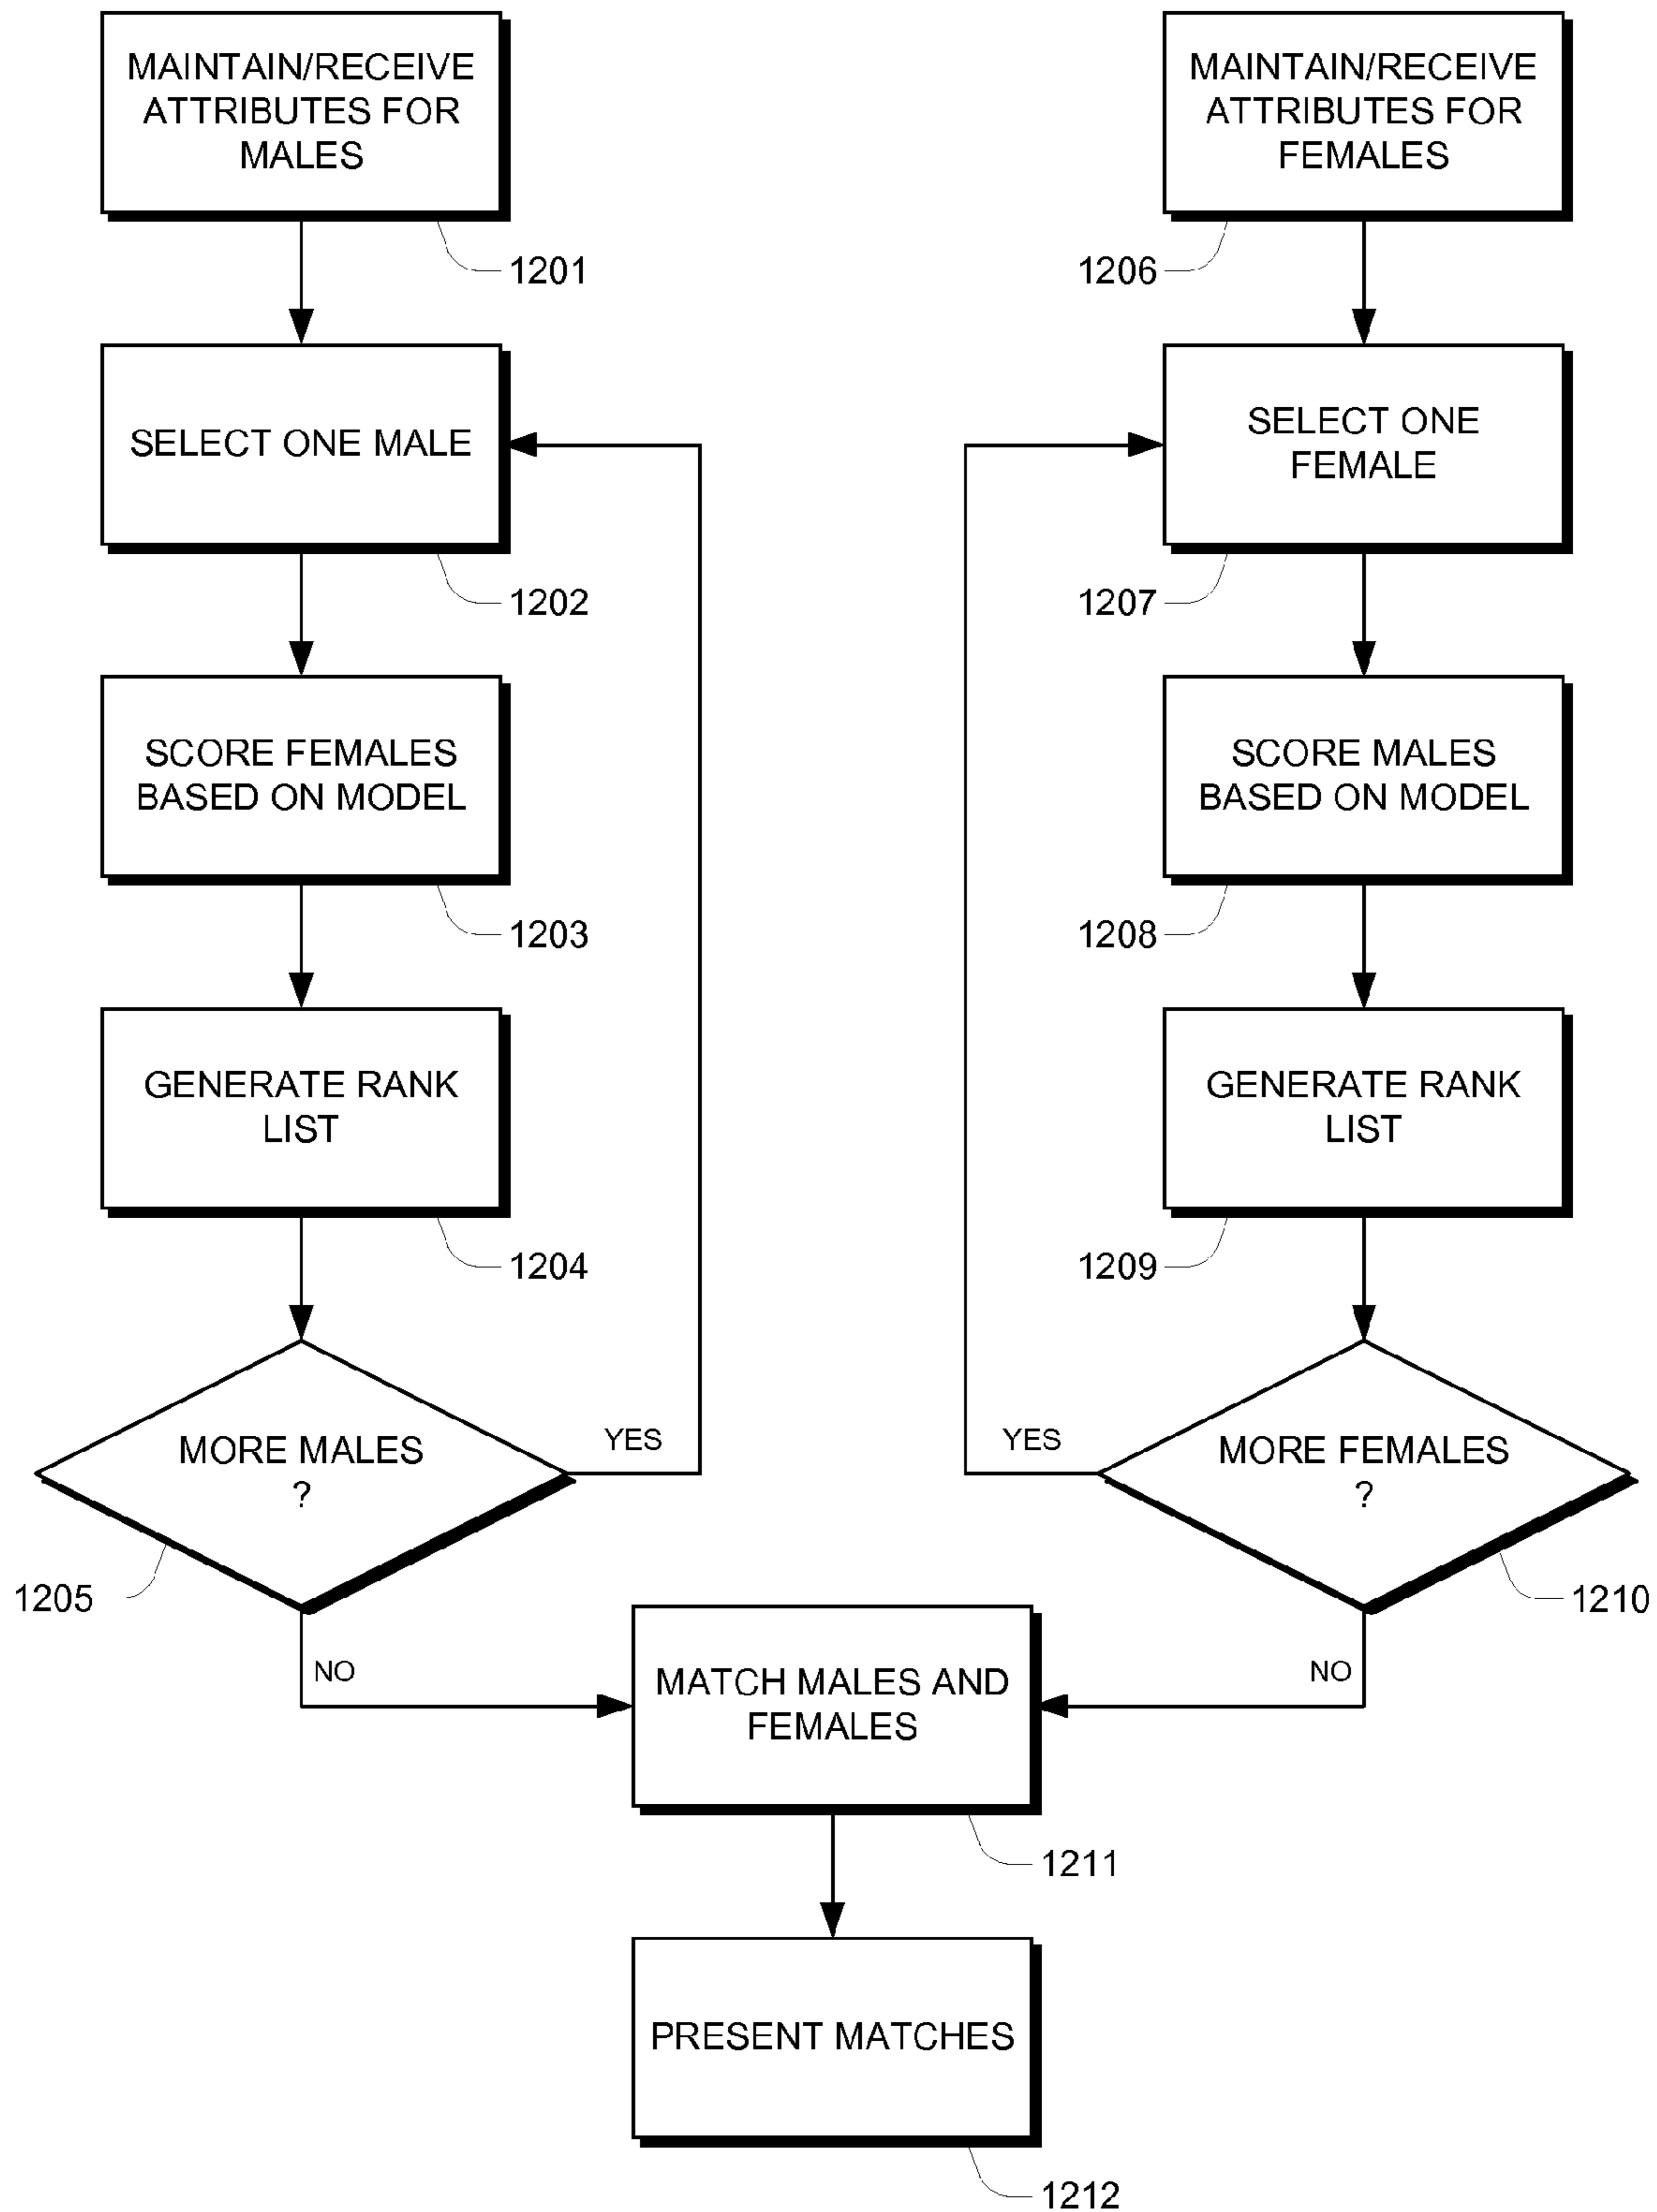 MAINTAIN/RECEIVE
ATTRIBUTES FOR
MALES
1201
SELECT ONE MALE
1202
SCORE FEMALES
BASED ON MODEL
1203
GENERATE RANK
LIST
1204
MORE MALES
?
YES
1205
NO
MAINTAIN/RECEIVE
ATTRIBUTES FOR
FEMALES
1206
SELECT ONE
FEMALE
1207
SCORE MALES
BASED ON MODEL
1208
GENERATE RANK
LIST
1209
MORE FEMALES
?
YES
1210
NO
MATCH MALES AND
FEMALES
1211
PRESENT MATCHES
1212